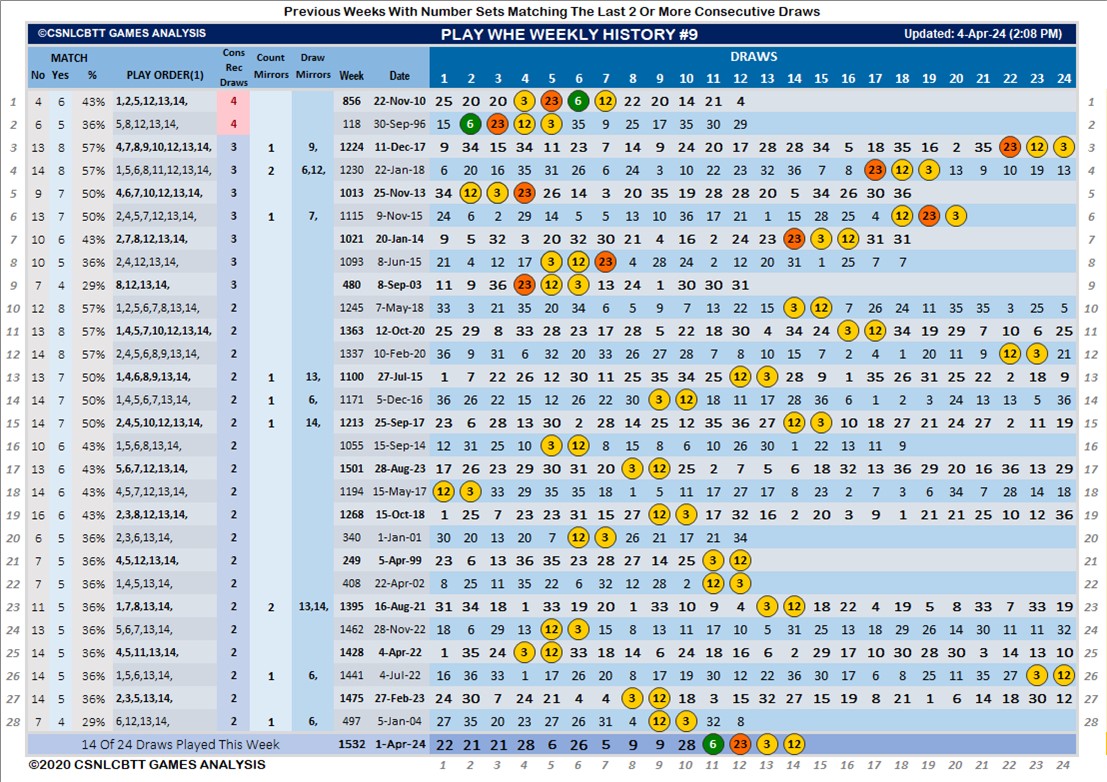 Previous Weeks With Number Sets Matching The Last 2 Or More Consecutive Draws
©CSNLCBTT GAMES ANALYSIS PLAY WHE WEEKLY HISTORY #9 Updated: 4-Apr-24 (2:08 PM)
MATCH Cons Rec Draws Count Mirrors Draw Mirrors DRAWS
No Yes % PLAY ORDER(1) Week Date 1 2 3 4 5 6 7 8 9 10 11 12 13 14 15 16 17 18 19 20 21 22 23 24
1 4 6 43% 1,2,5,12,13,14, 4 856 22-Nov-10 25 20 20 3 23 6 12 22 20 14 21 4 1
2 6 5 36% 5,8,12,13,14, 4 118 30-Sep-96 15 6 23 12 3 35 9 25 17 35 30 29 2
3 13 8 57% 4,7,8,9,10,12,13,14, 3 1 9, 1224 11-Dec-17 9 34 15 34 11 23 7 14 9 24 20 17 28 28 34 5 17 18 35 16 2 35 23 12 3 3
4 14 8 57% 1,5,6,8,11,12,13,14, 3 2 6,12, 1230 22-Jan-18 6 20 16 35 31 26 5 24 3 10 22 23 32 36 7 8 23 12 3 13 9 10 19 13 4
5 9 7 50% 4,6,7,10,12,13,14, 3 1013 25-Nov-13 34 12 3 23 26 14 3 20 35 19 28 28 20 5 34 26 30 36 5
6 13 7 50% 2,4,5,7,12,13,14, 3 1 7, 1115 9-Nov-15 24 6 2 29 14 5 5 13 10 36 17 21 1 15 28 25 4 12 23 3 6
7 10 6 43% 2,7,8,12,13,14, 3 1021 20-Jan-14 9 5 32 3 20 32 30 21 4 16 2 24 23 23 3 12 31 31 7
8 10 5 36% 2,4,12,13,14, 3 1093 8-Jun-15 21 4 12 17 3 12 23 4 28 24 2 12 20 31 1 25 7 7 8
9 7 4 29% 8,12,13,14, 3 480 8-Sep-03 11 9 36 23 12 3 13 24 1 30 30 31 9
10 12 8 57% 1,2,5,6,7,8,13,14, 2 1245 7-May-18 33 3 21 35 20 34 6 5 9 7 13 22 15 3 12 7 26 24 11 35 35 3 25 5 10
11 13 8 57% 1,4,5,7,10,12,13,14, 2 1363 12-Oct-20 25 29 8 33 28 23 17 28 5 22 18 30 4 34 24 3 12 34 19 29 7 10 6 25 11
12 14 8 57% 2,4,5,6,8,9,13,14, 2 1337 10-Feb-20 36 9 31 6 32 20 33 26 27 28 7 8 10 15 7 2 4 1 20 11 9 12 23 21 12
13 13 7 50% 1,4,6,8,9,13,14, 2 1 13, 1100 27-Jul-15 1 7 22 26 12 30 11 25 35 34 25 12 3 28 9 1 35 26 31 25 22 2 18 9 13
14 14 7 50% 1,4,5,6,7,13,14, 2 1 6, 1171 5-Dec-16 36 26 22 15 12 26 22 30 3 12 18 11 17 28 36 6 1 2 3 24 13 13 5 36 14
15 14 7 50% 2,4,5,10,12,13,14, 2 1 14, 1213 25-Sep-17 23 6 28 13 30 2 28 14 25 12 35 36 27 12 3 10 18 27 21 24 27 2 11 19 15
16 10 6 43% 1,5,6,8,13,14, 2 1055 15-Sep-14 12 31 25 10 3 12 8 15 8 6 10 26 30 1 22 13 11 9 16
17 13 6 43% 5,6,7,12,13,14, 2 1501 28-Aug-23 17 26 23 29 30 31 20 3 12 25 2 7 5 6 18 32 13 36 29 20 16 36 13 29 17
18 14 6 43% 4,5,7,12,13,14, 2 1194 15-May-17 12 3 33 29 35 35 18 1 5 11 17 27 17 8 23 2 7 3 6 34 7 28 14 18 18
19 14 6 43% 2,3,8,12,13,14, 2 1268 15-Oct-18 1 25 7 23 23 31 15 27 12 3 17 32 16 2 20 3 9 1 21 21 25 10 12 36 19
20 6 5 36% 2,3,6,13,14, 2 340 1-Jan-01 30 20 13 20 7 12 3 26 21 17 21 34 20
21 7 5 36% 4,5,12,13,14, 2 249 5-Apr-99 23 6 13 36 35 23 28 27 14 25 3 12 21
22 7 5 36% 1,4,5,13,14, 2 408 22-Apr-02 8 25 11 35 22 6 32 12 28 2 12 3 22
23 11 5 36% 1,7,8,13,14, 2 2 13,14, 1395 16-Aug-21 31 34 18 1 33 19 20 1 33 10 9 4 3 12 18 22 4 19 5 8 33 7 33 19 23
24 13 5 36% 5,6,7,13,14, 2 1462 28-Nov-22 18 6 29 13 12 3 15 8 13 11 17 10 5 31 25 13 18 29 26 14 30 11 11 32 24
25 14 5 36% 4,5,11,13,14, 2 1428 4-Apr-22 1 35 24 3 12 33 18 14 6 24 18 16 6 2 29 17 10 30 28 30 3 14 13 10 25
26 14 5 36% 1,5,6,13,14, 2 1 6, 1441 4-Jul-22 16 36 33 1 17 26 20 8 17 19 30 12 22 36 30 17 6 8 25 11 35 27 3 12 26
27 14 5 36% 2,3,5,13,14, 2 1475 27-Feb-23 24 30 7 24 21 4 4 3 12 18 3 15 32 27 15 19 8 21 1 6 14 18 30 12 27
28 7 4 29% 6,12,13,14, 2 1 6, 497 5-Jan-04 27 35 20 23 27 26 31 4 12 3 32 8 28
14 Of 24 Draws Played This Week 1532 1-Apr-24 22 21 21 28 6 26 5 9 9 28 6 23 3 12
©2020 CSNLCBTT GAMES ANALYSIS 1 2 3 4 5 6 7 8 9 10 11 12 13 14 15 16 17 18 19 20 21 22 23 24